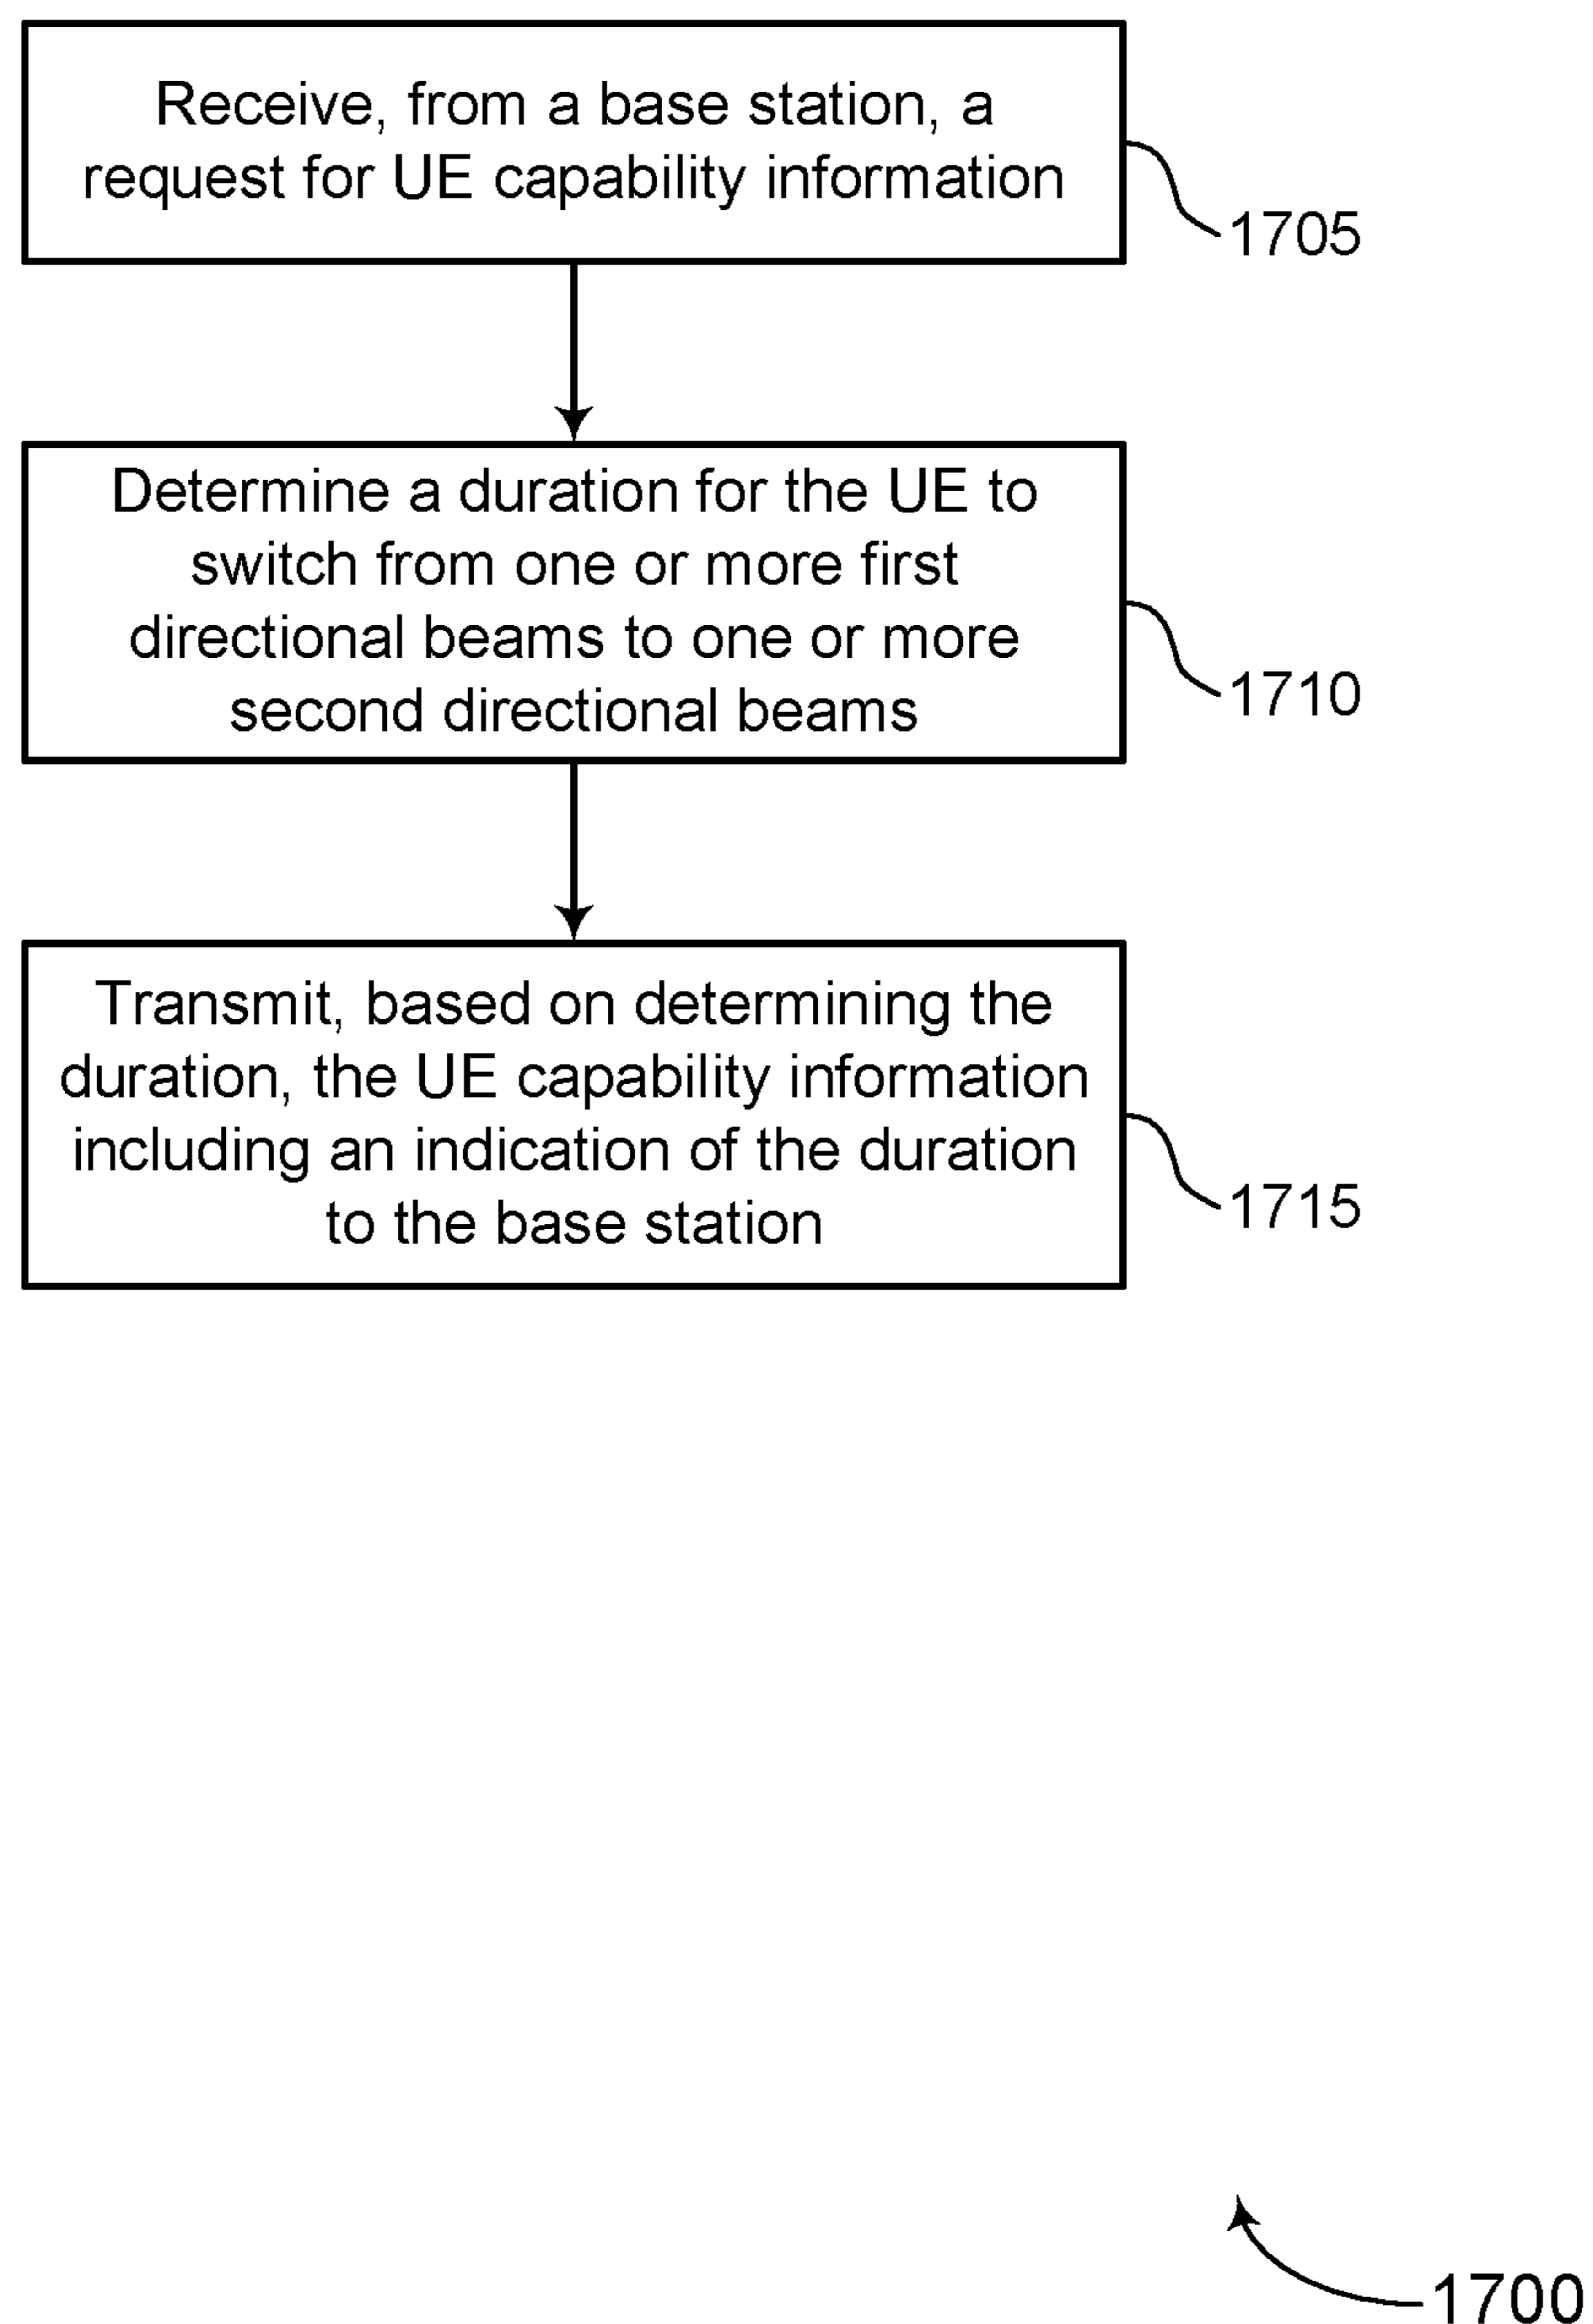 Receive, from a base station, a
request for UE capability information
1705
Determine a duration for the UE to
switch from one or more first
directional beams to one or more
second directional beams
1710
Transmit, based on determining the
duration, the UE capability information
including an indication of the duration
to the base station
1715
1700